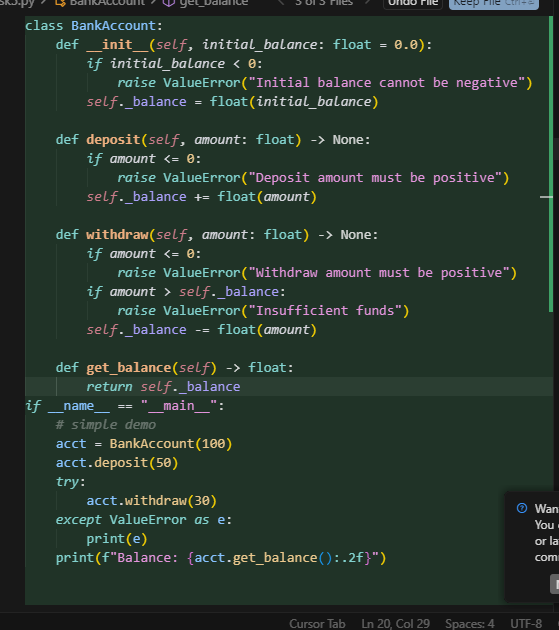 BankAccount
get_balance
3 of 3 Files
Undo File
Keep File Ctrl+
class BankAccount:
    def __init__(self, initial_balance: float = 0.0):
        if initial_balance < 0:
            raise ValueError("Initial balance cannot be negative")
        self._balance = float(initial_balance)

    def deposit(self, amount: float) -> None:
        if amount <= 0:
            raise ValueError("Deposit amount must be positive")
        self._balance += float(amount)

    def withdraw(self, amount: float) -> None:
        if amount <= 0:
            raise ValueError("Withdraw amount must be positive")
        if amount > self._balance:
            raise ValueError("Insufficient funds")
        self._balance -= float(amount)

    def get_balance(self) -> float:
        return self._balance
if __name__ == "__main__":
    # simple demo
    acct = BankAccount(100)
    acct.deposit(50)
    try:
        acct.withdraw(30)
    except ValueError as e:
        print(e)
    print(f"Balance: {acct.get_balance():.2f}")
You
Cursor Tab
Ln 20, Col 29
Spaces: 4
UTF-8